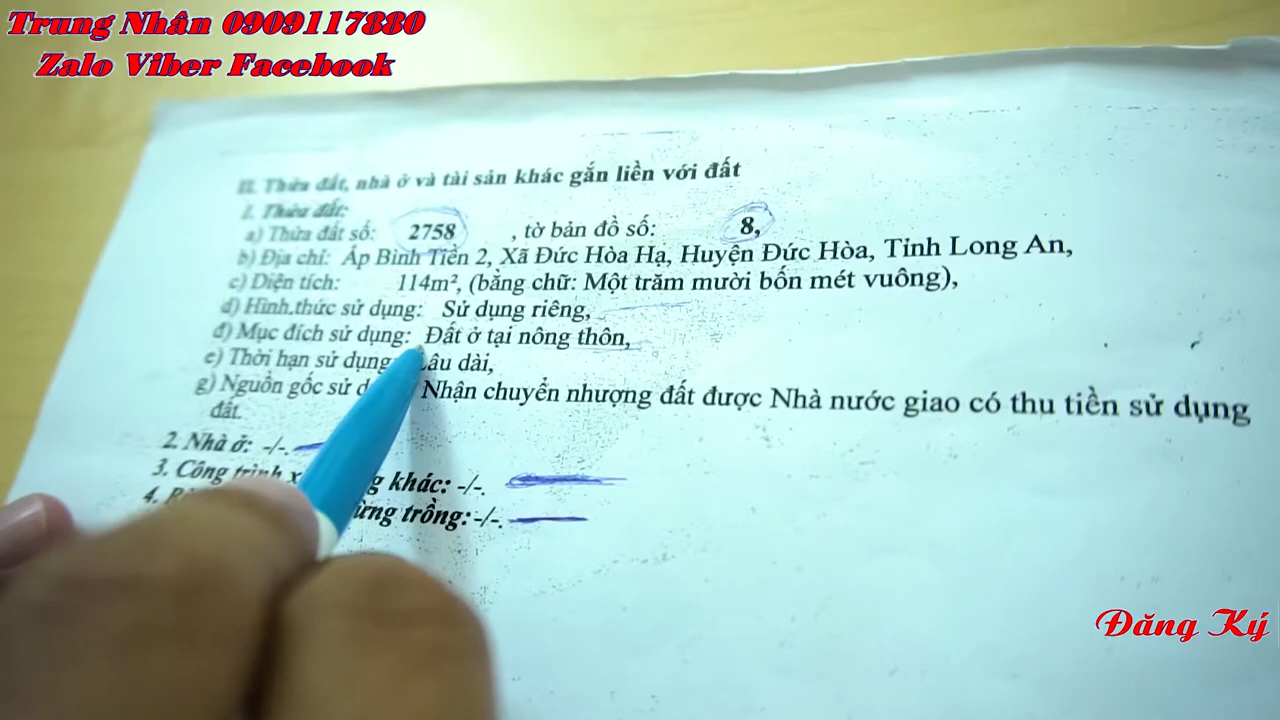 Trung Nhân 0909117880
Zalo Viber Facebook
II. Thửa đất, nhà ở và tài sản khác gắn liền với đất
1. Thửa đất:
a) Thửa đất số: 2758 , tờ bản đồ số: 8,
b) Địa chỉ: Ấp Bình Tiền 2, Xã Đức Hòa Hạ, Huyện Đức Hòa, Tỉnh Long An,
c) Diện tích: 114m², (bằng chữ: Một trăm mười bốn mét vuông),
d) Hình thức sử dụng: Sử dụng riêng,
đ) Mục đích sử dụng: Đất ở tại nông thôn,
e) Thời hạn sử dụng: Lâu dài,
g) Nguồn gốc sử Nhận chuyển nhượng đất được Nhà nước giao có thu tiền sử dụng
đất.
2. Nhà ở: -/-.
3. Công trình khác: -/-.
4. rừng trồng: -/-.
Đăng Ký